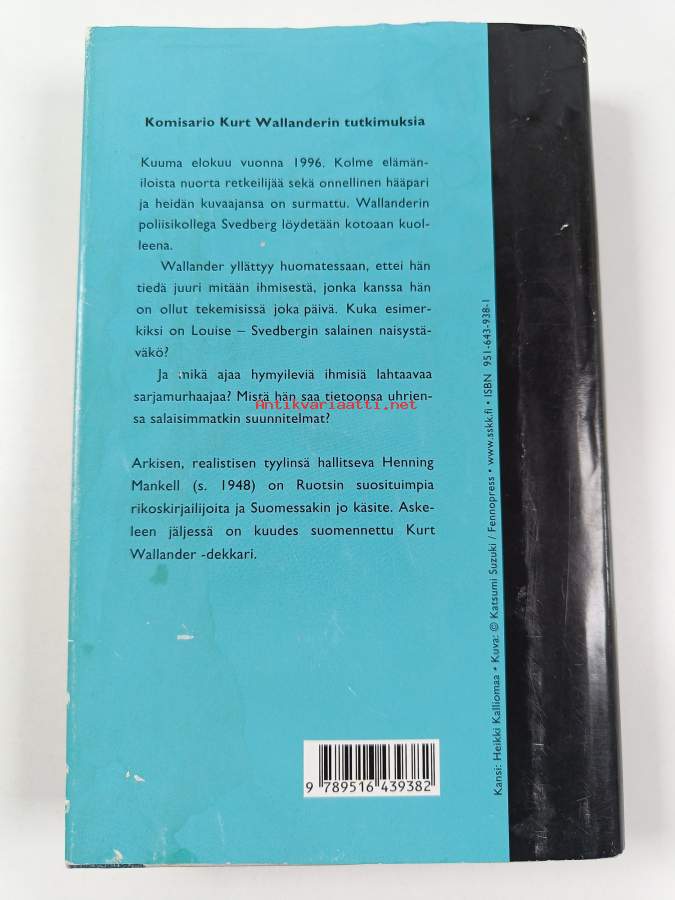 Komisario Kurt Wallanderin tutkimuksia
Kuuma elokuu vuonna 1996. Kolme elämän-
iloista nuorta retkeilijää sekä onnellinen hääpari
ja heidän kuvaajansa on surmattu. Wallanderin
poliisikollega Svedberg löydetään kotoaan kuol-
leena.
Wallander yllättyy huomatessaan, ettei hän
tiedä juuri mitään ihmisestä, jonka kanssa hän
on ollut tekemisissä joka päivä. Kuka esimer-
kiksi on Louise – Svedbergin salainen naisystä-
väkö?
Ja mikä ajaa hymyileviä ihmisiä lahtaavaa
sarjamurhaajaa? Mistä hän saa tietoonsa uhrien-
sa salaisimmatkin suunnitelmat?
Antikvariaatti.net
Arkisen, realistisen tyylinsä hallitseva Henning
Mankell (s. 1948) on Ruotsin suosituimpia
rikoskirjailijoita ja Suomessakin jo käsite. Aske-
leen jäljessä on kuudes suomennettu Kurt
Wallander -dekkari.
9 789516 439382
Kansi: Heikki Kalliomaa • Kuva: © Katsumi Suzuki / Fennopress • www.sskk.fi • ISBN 951-643-938-1